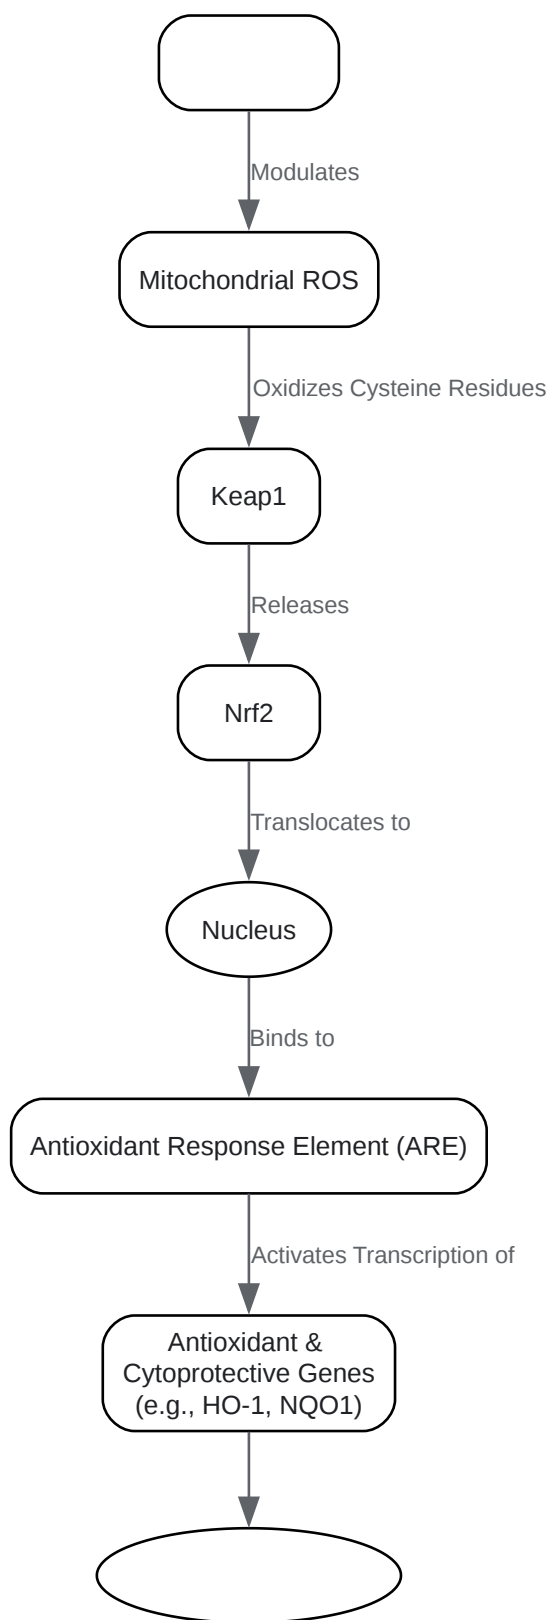 Modulates
Mitochondrial ROS
Oxidizes Cysteine Residues
Keap1
Releases
Nrf2
Translocates to
Nucleus
Binds to
Antioxidant Response Element (ARE)
Activates Transcription of
Antioxidant &
Cytoprotective Genes
(e.g., HO-1, NQO1)